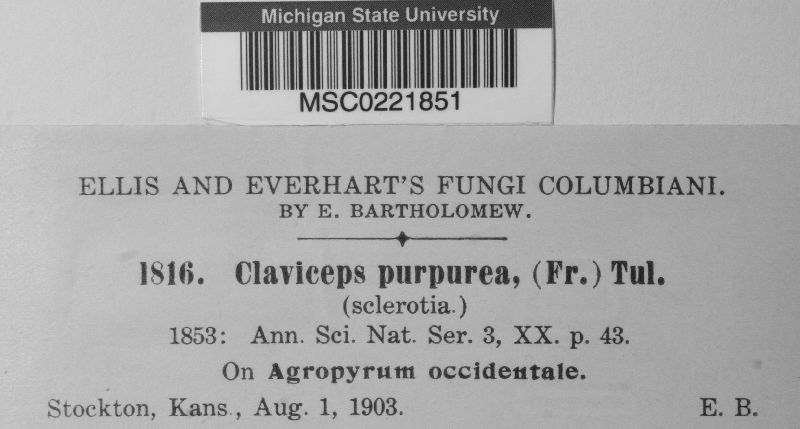 Michigan State University
MSC0221851
ELLIS AND EVERHART'S FUNGI COLUMBIANI.
BY E. BARTHOLOMEW.
1816. Claviceps purpurea, (Fr.) Tul.
(sclerotia.)
1853: Ann. Sci. Nat. Ser. 3, XX. p. 43.
On Agropyrum occidentale.
Stockton, Kans., Aug. 1, 1903. E. B.